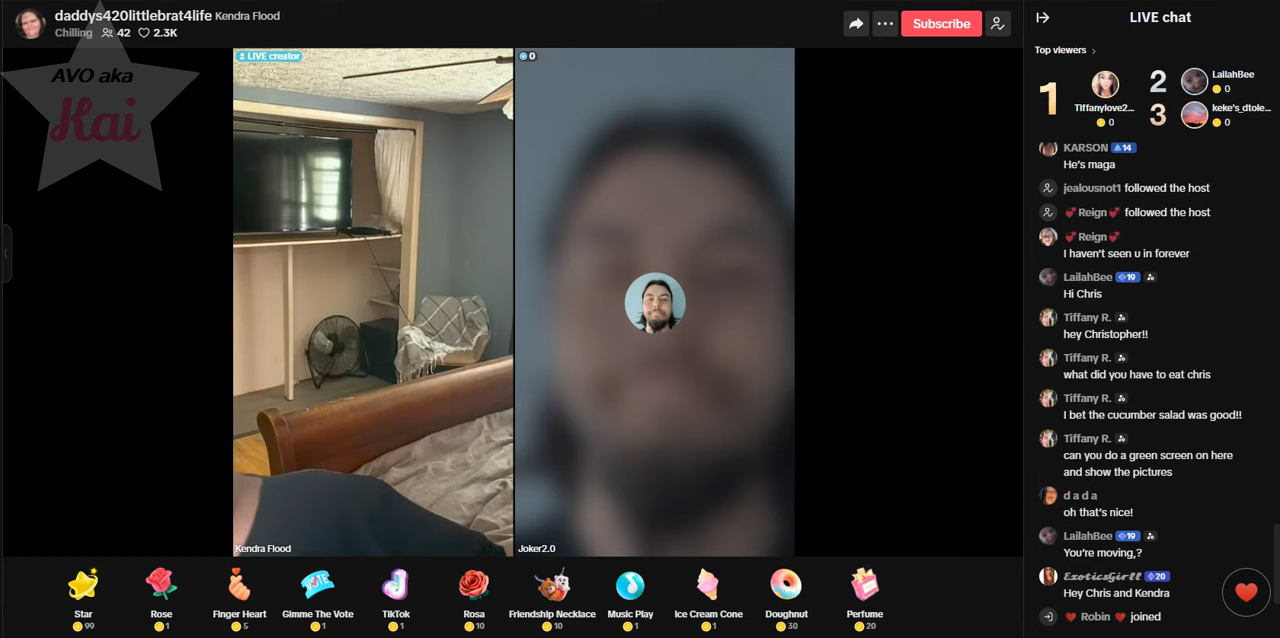 daddys420littlebrat4life Kendra Flood
Chilling 42 2.3K
Subscribe
AVO aka
Kai
LIVE creator
0
Kendra Flood
Joker2.0
Star
99
Rose
1
Finger Heart
5
VOTE
Gimme The Vote
1
TikTok
1
Rosa
10
Friendship Necklace
10
Music Play
1
Ice Cream Cone
1
Doughnut
30
Perfume
20
LIVE chat
Top viewers
1
Tiffanylove2...
0
2
LailahBee
0
3
keke's_dtole...
0
KARSON 14
He's maga
jealousnot1 followed the host
💞 Reign 💞 followed the host
💞 Reign 💞
I haven't seen u in forever
LailahBee 19
Hi Chris
Tiffany R.
hey Christopher!!
Tiffany R.
what did you have to eat chris
Tiffany R.
I bet the cucumber salad was good!!
Tiffany R.
can you do a green screen on here
and show the pictures
d a d a
oh that's nice!
LailahBee 19
You're moving,?
ExoticsGirll 20
Hey Chris and Kendra
♥️ Robin ♥️ joined